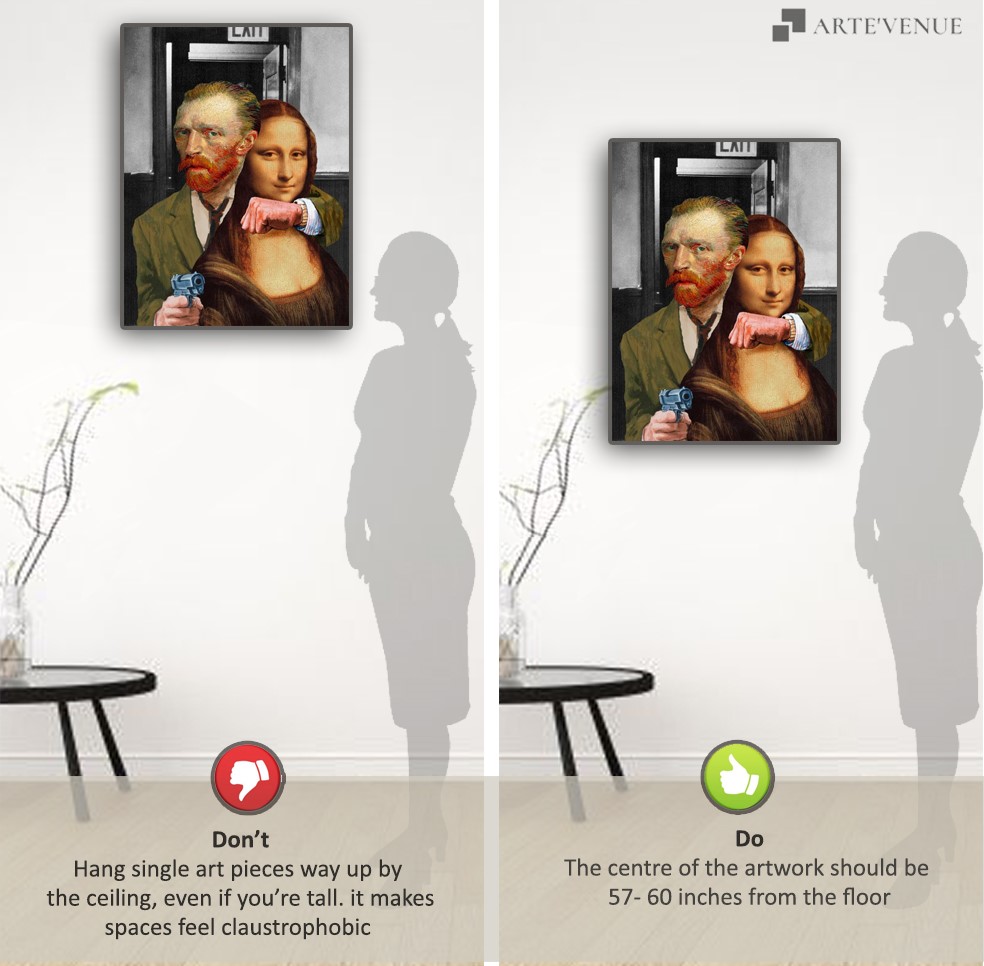 EXIT
ARTE'VENUE
EXIT
Don't
Hang single art pieces way up by
the ceiling, even if you're tall. it makes
spaces feel claustrophobic
Do
The centre of the artwork should be
57- 60 inches from the floor